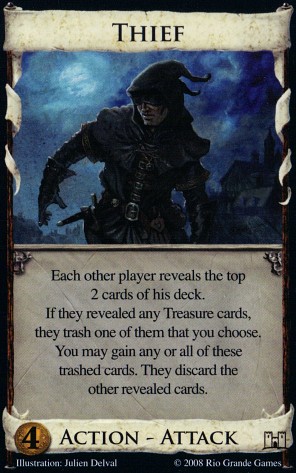 THIEF
Each other player reveals the top
2 cards of his deck.
If they revealed any Treasure cards,
they trash one of them that you choose.
You may gain any or all of these
trashed cards. They discard the
other revealed cards.
4 ACTION - ATTACK
Illustration: Julien Delval © 2008 Rio Grande Games